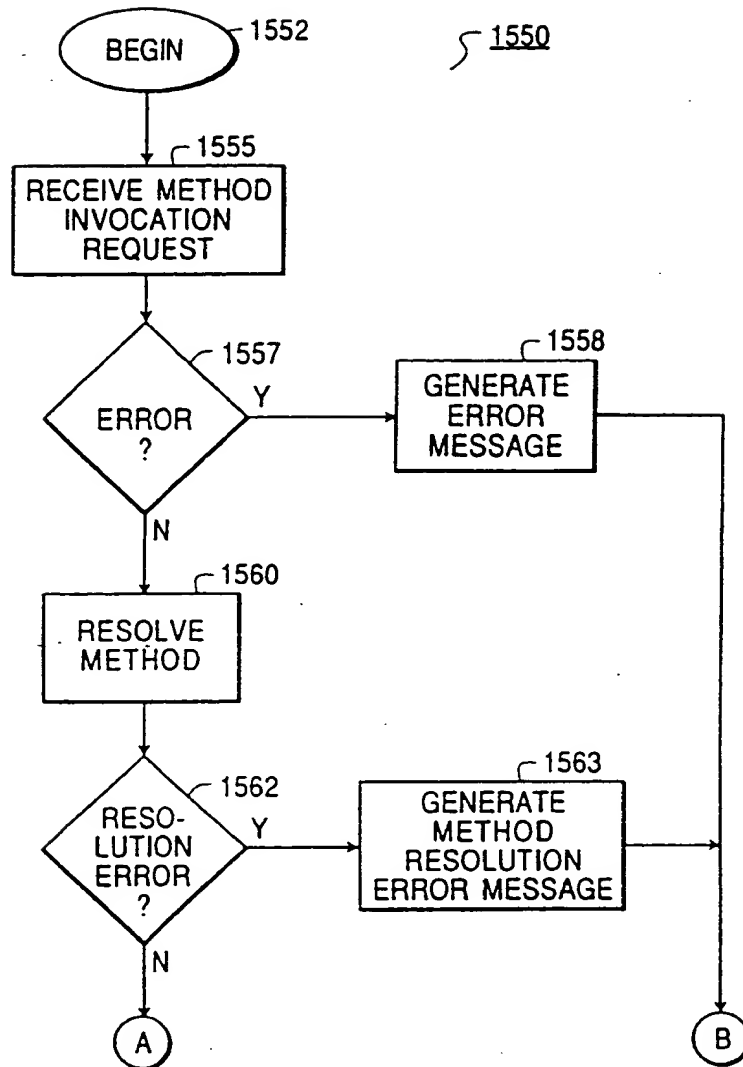 BEGIN
1552
1550
1555
RECEIVE METHOD
INVOCATION
REQUEST
1557
ERROR
?
Y
N
1558
GENERATE
ERROR
MESSAGE
1560
RESOLVE
METHOD
1562
RESO-
LUTION
ERROR
?
Y
N
1563
GENERATE
METHOD
RESOLUTION
ERROR MESSAGE
A
B